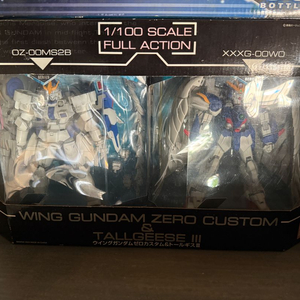 BOTTL
1/100 SCALE
FULL ACTION
OZ-00MS2B
XXXG-00W0
WING GUNDAM ZERO CUSTOM
&
TALLGEESE III
ウイングガンダムゼロカスタム&トールギスⅢ